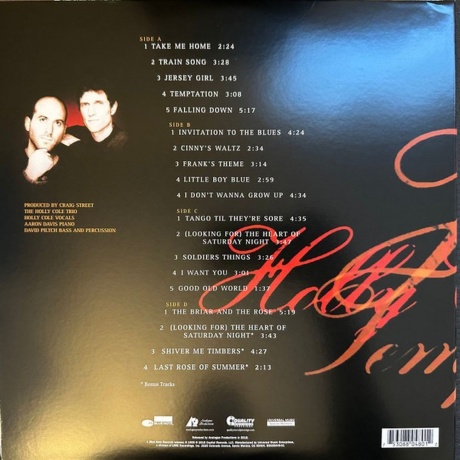 SIDE A
1 TAKE ME HOME 2:24
2 TRAIN SONG 3:28
3 JERSEY GIRL 3:45
4 TEMPTATION 3:08
5 FALLING DOWN 5:17
SIDE B
1 INVITATION TO THE BLUES 4:24
2 CINNY'S WALTZ 2:34
3 FRANK'S THEME 3:14
4 LITTLE BOY BLUE 2:59
4 I DON'T WANNA GROW UP 4:34
SIDE C
1 TANGO TIL THEY'RE SORE 4:35
2 (LOOKING FOR) THE HEART OF
SATURDAY NIGHT 3:47
3 SOLDIERS THINGS 3:26
4 I WANT YOU 3:01
5 GOOD OLD WORLD 1:37
SIDE D
1 THE BRIAR AND THE ROSE 5:19
2 (LOOKING FOR) THE HEART OF
SATURDAY NIGHT* 3:43
3 SHIVER ME TIMBERS* 4:27
4 LAST ROSE OF SUMMER* 2:13
* Bonus Tracks
PRODUCED BY CRAIG STREET
THE HOLLY COLE TRIO
HOLLY COLE VOCALS
AARON DAVIS PIANO
DAVID PILTCH BASS AND PERCUSSION
Holly
Tem
QUALITY